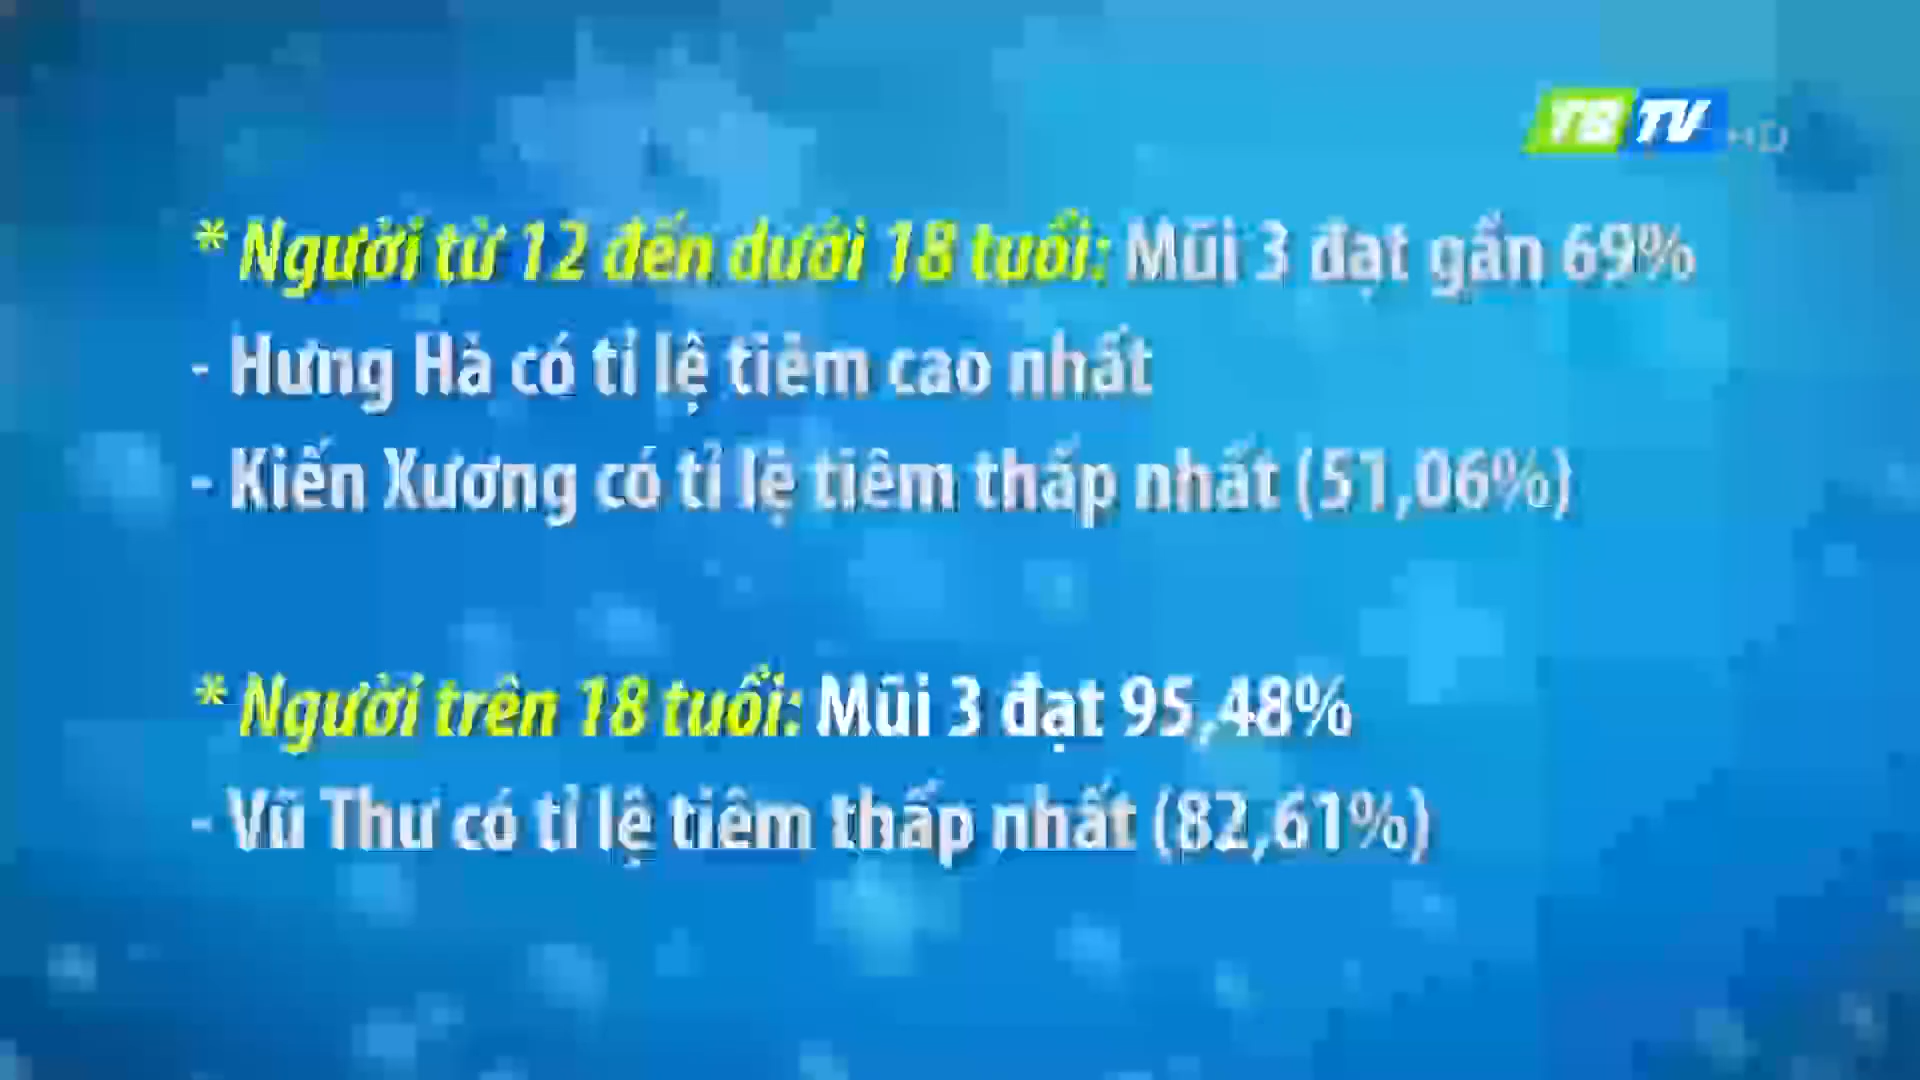 TBTV HD
* Người từ 12 đến dưới 18 tuổi: Mũi 3 đạt gần 69%
- Hưng Hà có tỉ lệ tiêm cao nhất
- Kiến Xương có tỉ lệ tiêm thấp nhất (51,06%)
* Người trên 18 tuổi: Mũi 3 đạt 95,48%
- Vũ Thư có tỉ lệ tiêm thấp nhất (82,61%)